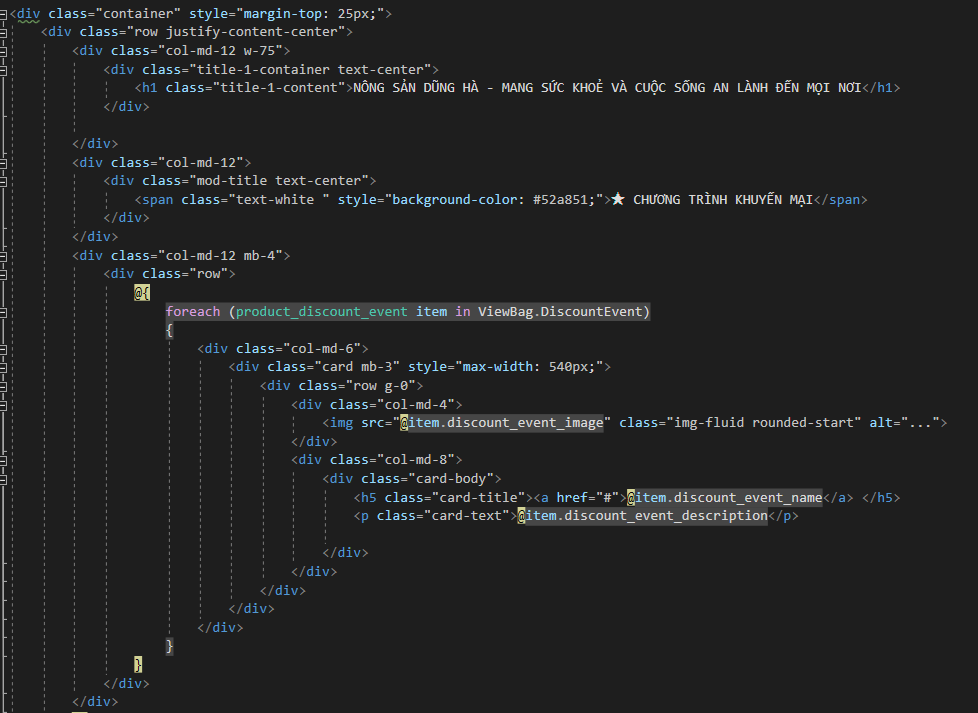 <div class="container" style="margin-top: 25px;">
<div class="row justify-content-center">
<div class="col-md-12 w-75">
<div class="title-1-container text-center">
<h1 class="title-1-content">NÔNG SẢN DŨNG HÀ - MANG SỨC KHOẺ VÀ CUỘC SỐNG AN LÀNH ĐẾN MỌI NƠI</h1>
</div>
</div>
<div class="col-md-12">
<div class="mod-title text-center">
<span class="text-white " style="background-color: #52a851;">★ CHƯƠNG TRÌNH KHUYẾN MẠI</span>
</div>
</div>
<div class="col-md-12 mb-4">
<div class="row">
@{
foreach (product_discount_event item in ViewBag.DiscountEvent)
{
<div class="col-md-6">
<div class="card mb-3" style="max-width: 540px;">
<div class="row g-0">
<div class="col-md-4">
<img src="@item.discount_event_image" class="img-fluid rounded-start" alt="...">
</div>
<div class="col-md-8">
<div class="card-body">
<h5 class="card-title"><a href="#">@item.discount_event_name</a> </h5>
<p class="card-text">@item.discount_event_description</p>
</div>
</div>
</div>
</div>
</div>
}
}
</div>
</div>